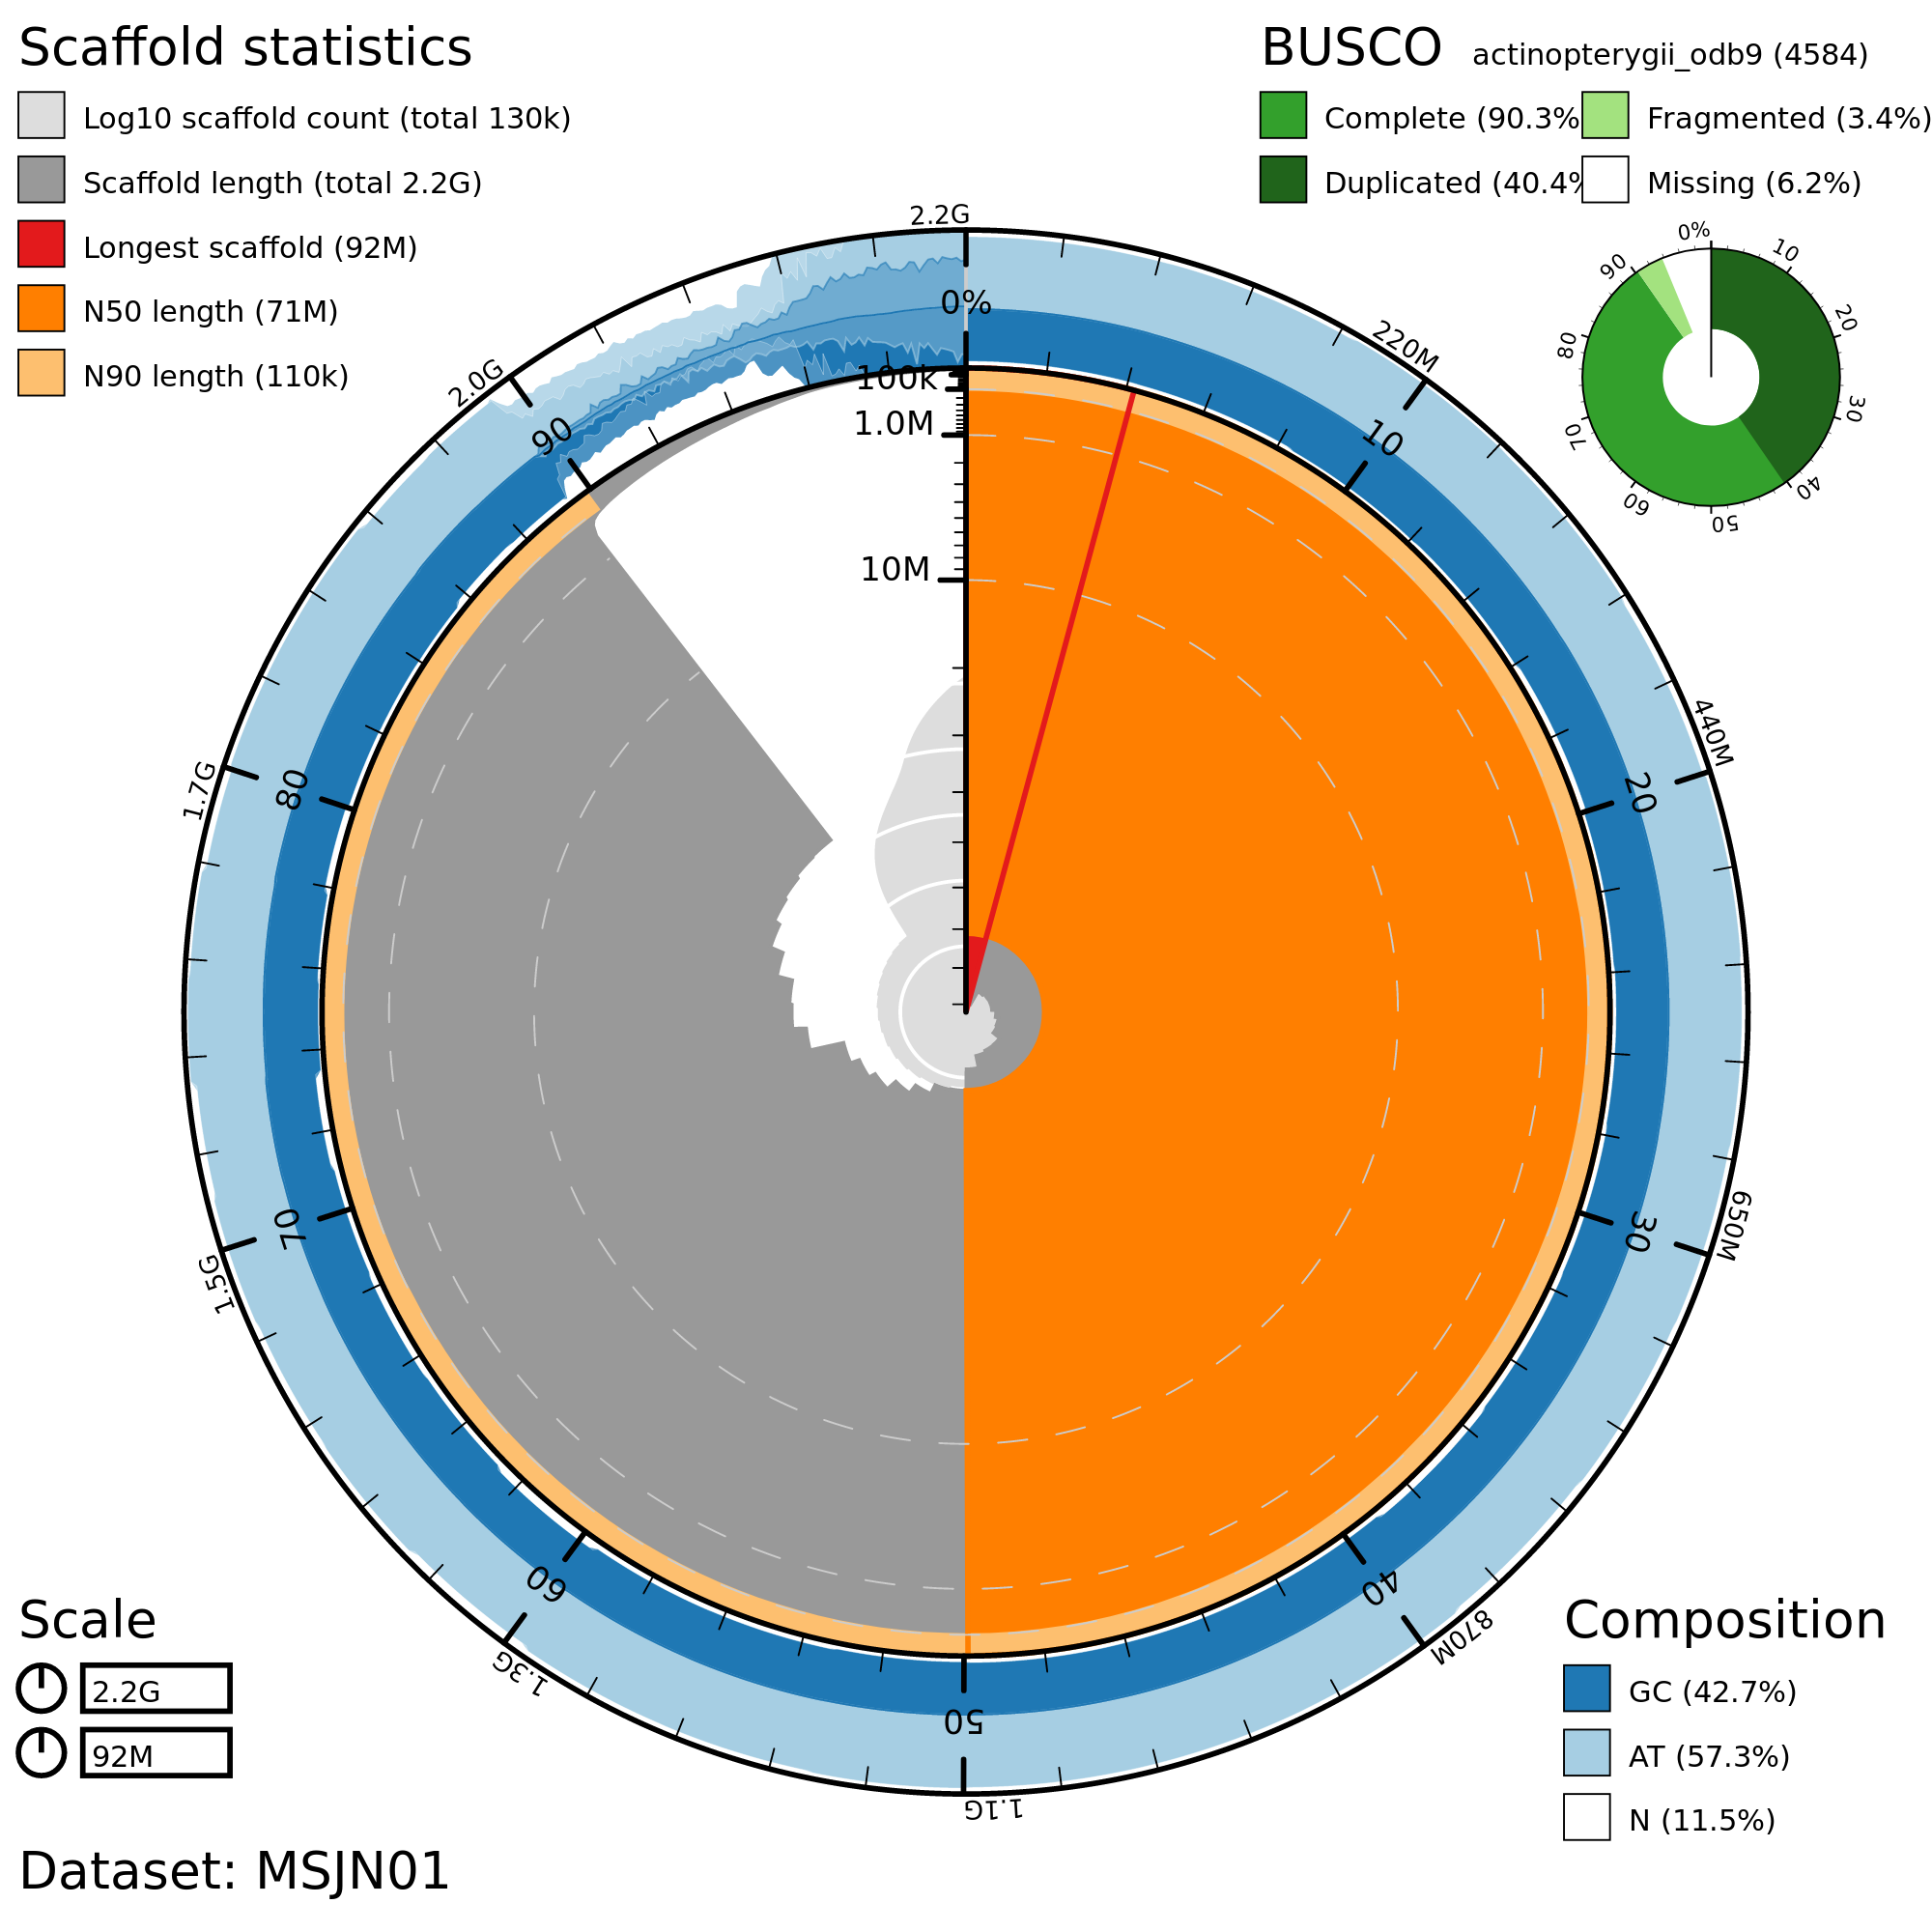 Scaffold statistics
Log10 scaffold count (total 130k)
Scaffold length (total 2.2G)
Longest scaffold (92M)
N50 length (71M)
N90 length (110k)
BUSCO actinopterygii_odb9 (4584)
Complete (90.3%
Fragmented (3.4%)
Duplicated (40.4%
Missing (6.2%)
0%
10
20
30
40
50
60
70
80
90
2.2G
220M
440M
650M
870M
1.1G
1.3G
1.5G
1.7G
2.0G
0%
10
20
30
40
50
60
70
80
90
100k
1.0M
10M
Scale
2.2G
92M
Composition
GC (42.7%)
AT (57.3%)
N (11.5%)
Dataset: MSJN01